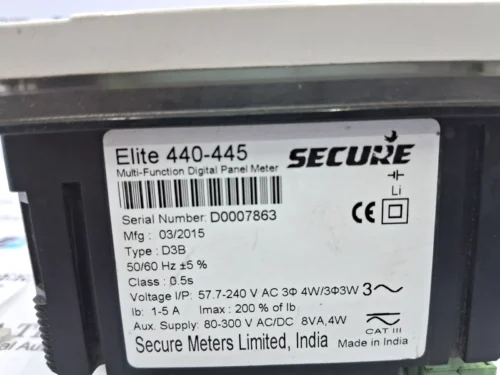 Elite 440-445
SECURE
Multi-Function Digital Panel Meter
Li
Serial Number: D0007863
CE
Mfg : 03/2015
Type : D3B
50/60 Hz ±5 %
Class : 0.5s
Voltage I/P: 57.7-240 V AC 3Φ 4W/3Φ3W 3~
Ib: 1-5 A Imax : 200 % of Ib
Aux. Supply: 80-300 V AC/DC 8VA,4W
CAT III
Secure Meters Limited, India
Made in India